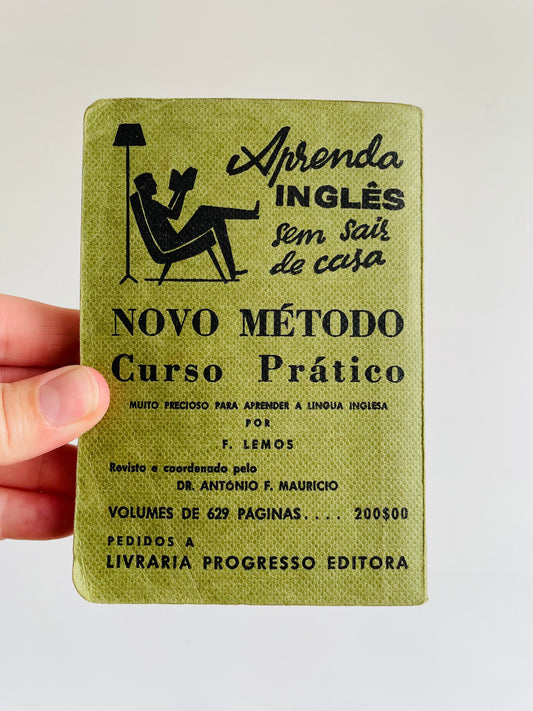 Aprenda
INGLÊS
sem sair
de casa
NOVO MÉTODO
Curso Prático
MUITO PRECIOSO PARA APRENDER A LINGUA INGLESA
POR
F. LEMOS
Revisto e coordenado pelo
DR. ANTÓNIO F. MAURICIO
VOLUMES DE 629 PAGINAS.... 200$00
PEDIDOS A
LIVRARIA PROGRESSO EDITORA